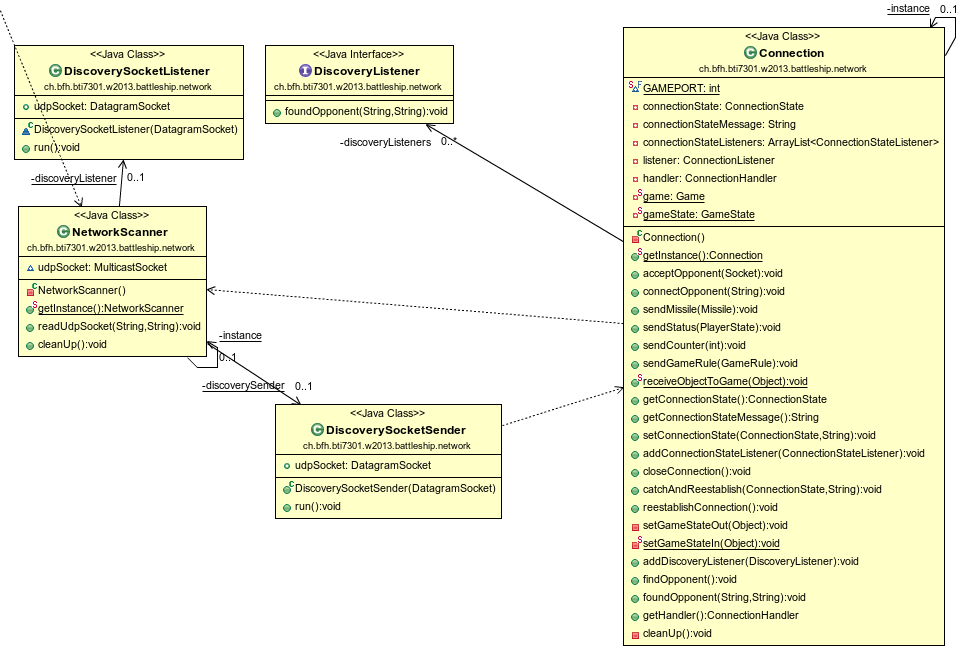 <<Java Class>>
DiscoverySocketListener
ch.bfh.bti7301.w2013.battleship.network
udpSocket: DatagramSocket
DiscoverySocketListener(DatagramSocket)
run():void
<<Java Interface>>
DiscoveryListener
ch.bfh.bti7301.w2013.battleship.network
foundOpponent(String,String):void
-discoveryListeners 0..*
-discoveryListener 0..1
<<Java Class>>
NetworkScanner
ch.bfh.bti7301.w2013.battleship.network
udpSocket: MulticastSocket
NetworkScanner()
getInstance():NetworkScanner
readUdpSocket(String,String):void
cleanUp():void
-instance
0..1
-discoverySender 0..1
<<Java Class>>
DiscoverySocketSender
ch.bfh.bti7301.w2013.battleship.network
udpSocket: DatagramSocket
DiscoverySocketSender(DatagramSocket)
run():void
-instance 0..1
<<Java Class>>
Connection
ch.bfh.bti7301.w2013.battleship.network
GAMEPORT: int
connectionState: ConnectionState
connectionStateMessage: String
connectionStateListeners: ArrayList<ConnectionStateListener>
listener: ConnectionListener
handler: ConnectionHandler
game: Game
gameState: GameState
Connection()
getInstance():Connection
acceptOpponent(Socket):void
connectOpponent(String):void
sendMissile(Missile):void
sendStatus(PlayerState):void
sendCounter(int):void
sendGameRule(GameRule):void
receiveObjectToGame(Object):void
getConnectionState():ConnectionState
getConnectionStateMessage():String
setConnectionState(ConnectionState,String):void
addConnectionStateListener(ConnectionStateListener):void
closeConnection():void
catchAndReestablish(ConnectionState,String):void
reestablishConnection():void
setGameStateOut(Object):void
setGameStateIn(Object):void
addDiscoveryListener(DiscoveryListener):void
findOpponent():void
foundOpponent(String,String):void
getHandler():ConnectionHandler
cleanUp():void